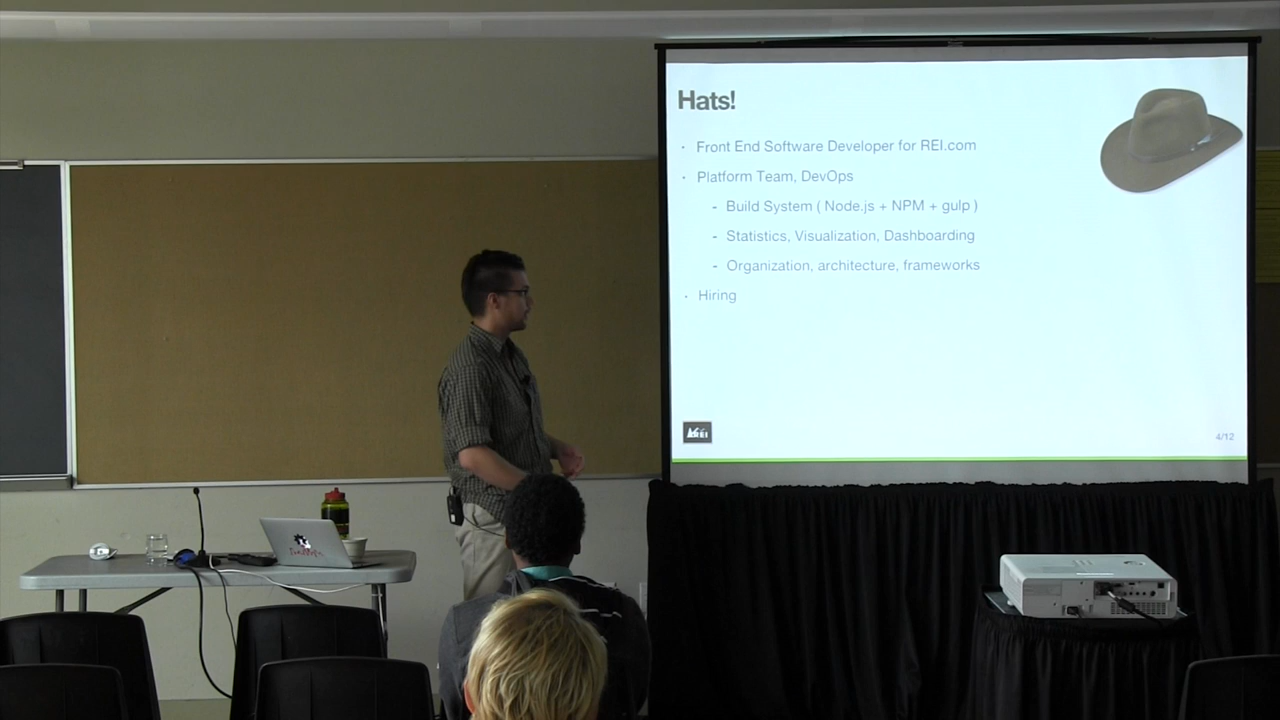 Hats!
· Front End Software Developer for REI.com
· Platform Team, DevOps
- Build System ( Node.js + NPM + gulp )
- Statistics, Visualization, Dashboarding
- Organization, architecture, frameworks
· Hiring
REI
4/12